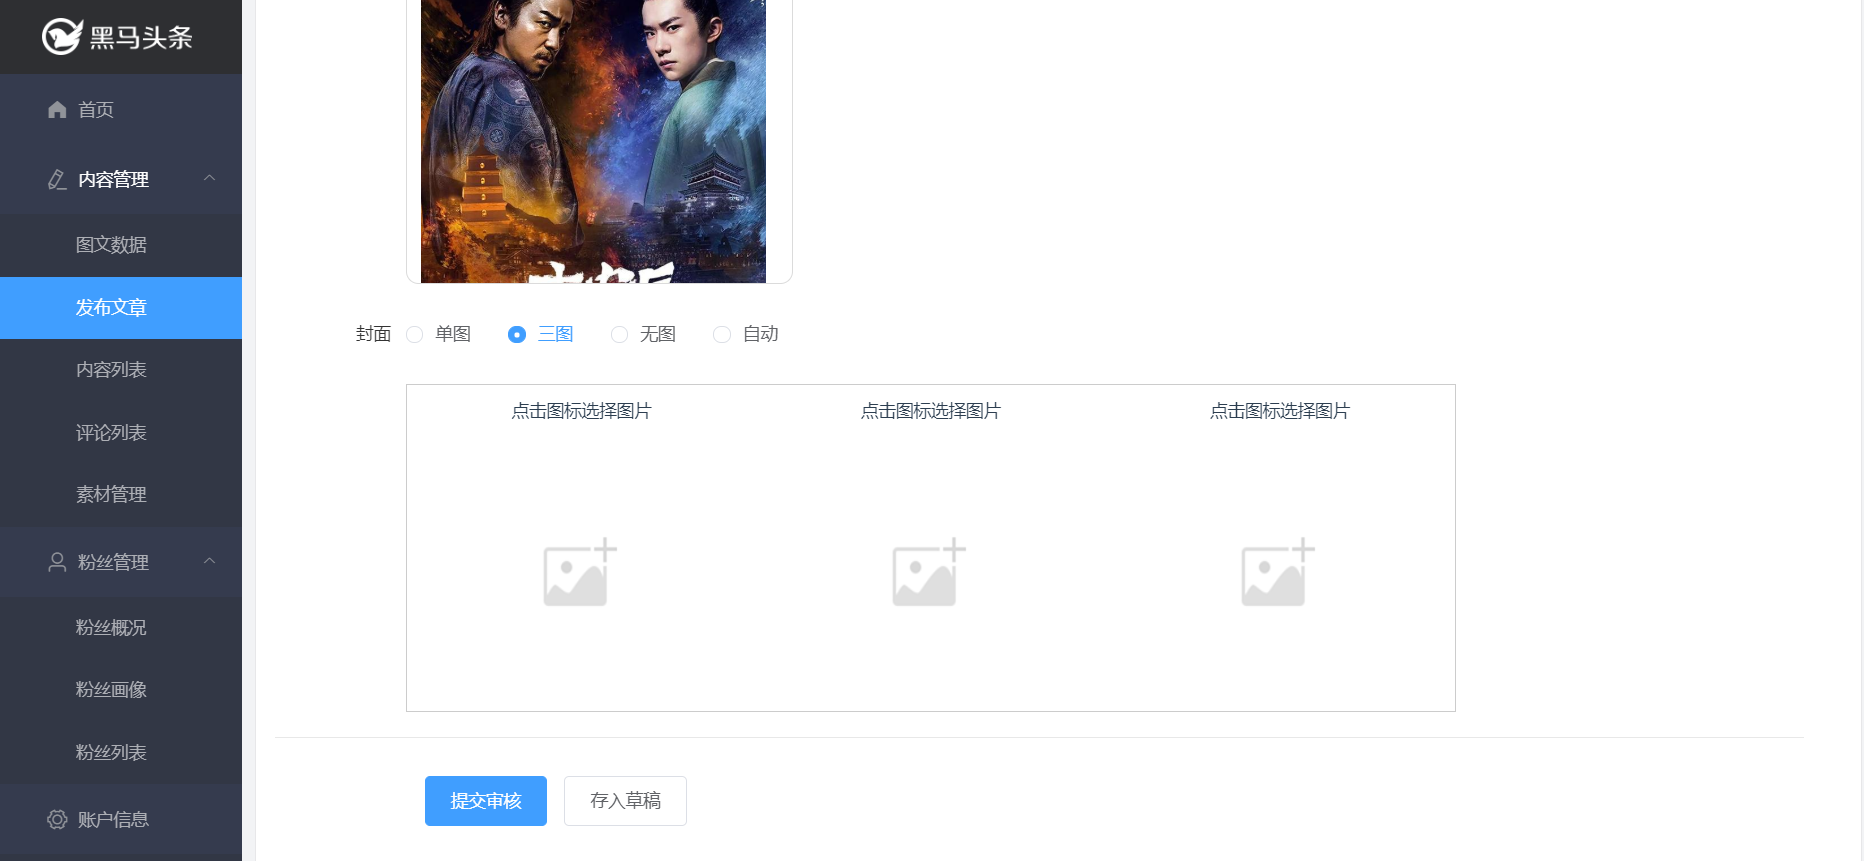 黑马头条
首页
内容管理
图文数据
发布文章
内容列表
评论列表
素材管理
粉丝管理
粉丝概况
粉丝画像
粉丝列表
账户信息
封面 单图 三图 无图 自动
点击图标选择图片 点击图标选择图片 点击图标选择图片
提交审核 存入草稿